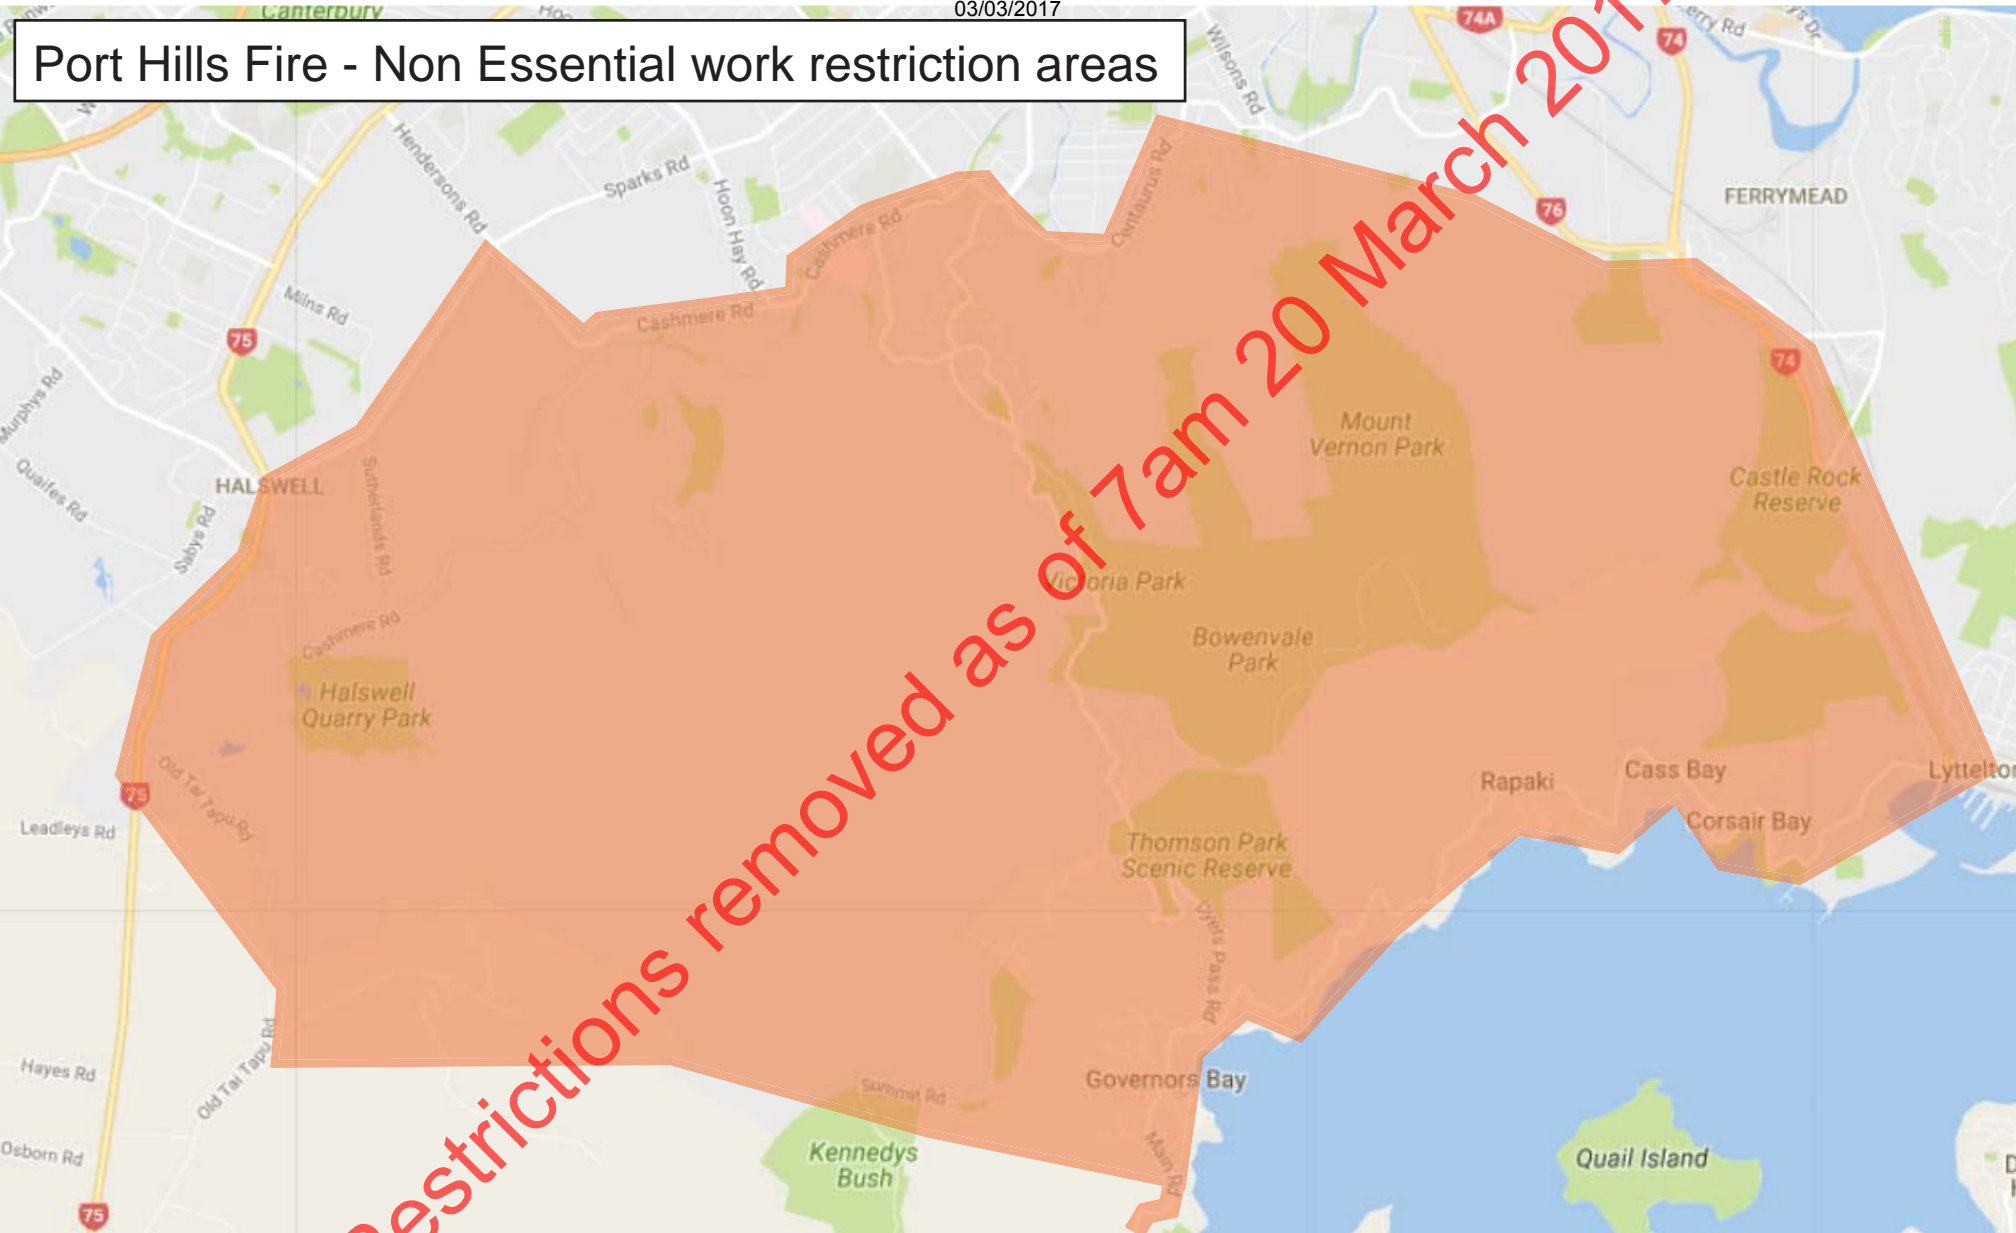 03/03/2017
Canterbury
Port Hills Fire - Non Essential work restriction areas
Wilsons Rd
74A
74
Hendersons Rd
Sparks Rd
Hoon Hay Rd
Cashmere Rd
Centaurus Rd
76
FERRYMEAD
Milns Rd
Cashmere Rd
75
74
Murphys Rd
Mount
Vernon Park
Quaifes Rd
HALSWELL
Sutherlands Rd
Sabys Rd
Castle Rock
Reserve
Victoria Park
Cashmere Rd
Bowenvale
Park
Halswell
Quarry Park
Old Tai Tapu Rd
75
Leadleys Rd
Rapaki
Cass Bay
Corsair Bay
Thomson Park
Scenic Reserve
Dyers Pass Rd
Hayes Rd
Old Tai Tapu Rd
Summit Rd
Governors Bay
Main Rd
Osborn Rd
Kennedys
Bush
Quail Island
75
removed as of 7am 20 March